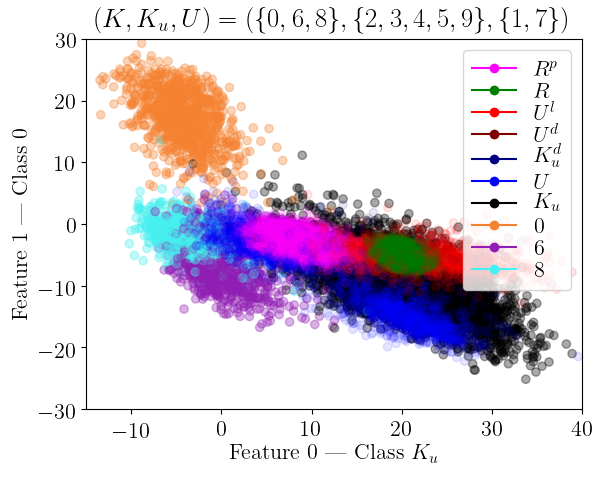 (K, K_u, U) = ({0, 6, 8}, {2, 3, 4, 5, 9}, {1, 7})
Feature 1 — Class 0
30
20
10
0
−10
−20
−30
R^p
R
U^l
U^d
K_u^d
U
K_u
0
6
8
−10 0 10 20 30 40
Feature 0 — Class K_u